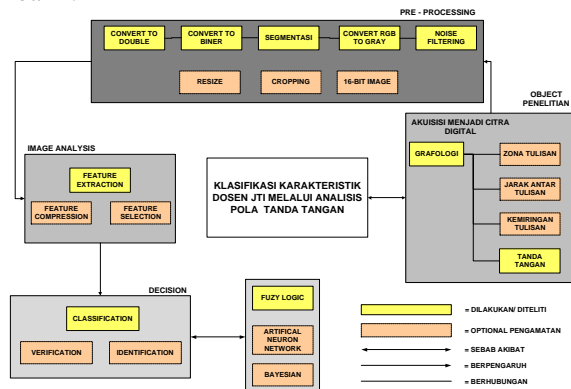 PRE - PROCESSING
CONVERT TO
DOUBLE
CONVERT TO
BINER
SEGMENTASI
CONVERT RGB
TO GRAY
NOISE
FILTERING
RESIZE
CROPPING
16-BIT IMAGE
OBJECT
PENELITIAN
AKUISISI MENJADI CITRA
DIGITAL
GRAFOLOGI
ZONA TULISAN
JARAK ANTAR
TULISAN
KEMIRINGAN
TULISAN
TANDA
TANGAN
IMAGE ANALYSIS
FEATURE
EXTRACTION
FEATURE
COMPRESSION
FEATURE
SELECTION
KLASIFIKASI KARAKTERISTIK
DOSEN JTI MELALUI ANALISIS
POLA TANDA TANGAN
DECISION
CLASSIFICATION
VERIFICATION
IDENTIFICATION
FUZY LOGIC
ARTIFICAL
NEURON
NETWORK
BAYESIAN
= DILAKUKAN/ DITELITI
= OPTIONAL PENGAMATAN
= SEBAB AKIBAT
= BERPENGARUH
= BERHUBUNGAN